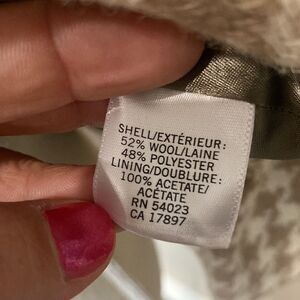 SHELL/EXTÉRIEUR:
52% WOOL/LAINE
48% POLYESTER
LINING/DOUBLURE:
100% ACETATE/
ACÉTATE
RN 54023
CA 17897